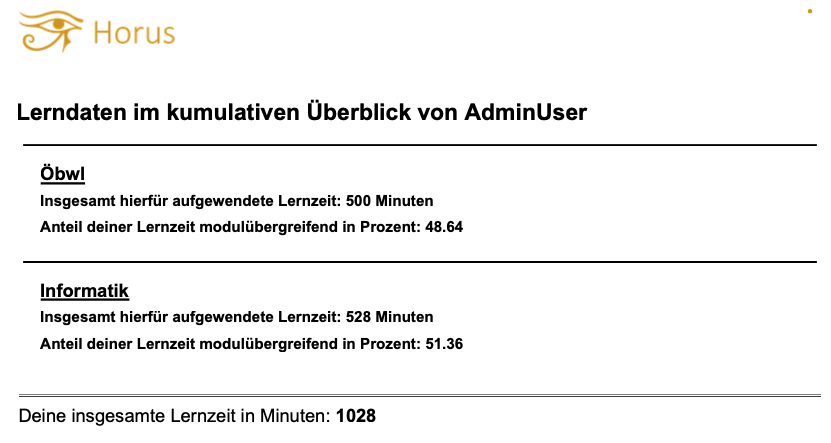 Horus
Lerndaten im kumulativen Überblick von AdminUser
Öbwl
Insgesamt hierfür aufgewendete Lernzeit: 500 Minuten
Anteil deiner Lernzeit modulübergreifend in Prozent: 48.64
Informatik
Insgesamt hierfür aufgewendete Lernzeit: 528 Minuten
Anteil deiner Lernzeit modulübergreifend in Prozent: 51.36
Deine insgesamte Lernzeit in Minuten: 1028